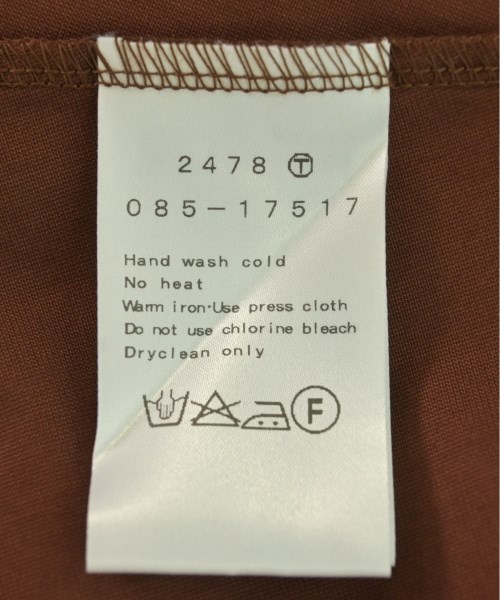 2478 Ⓣ
085-17517
Hand wash cold
No heat
Warm iron·Use press cloth
Do not use chlorine bleach
Dryclean only
F